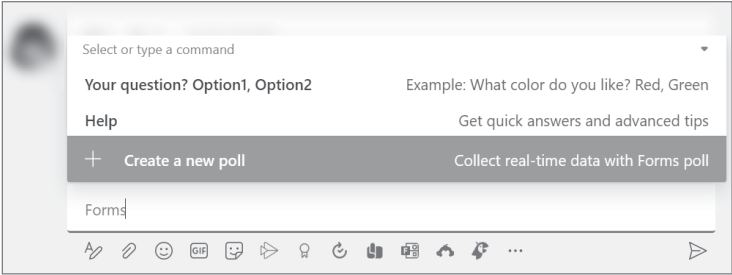 Select or type a command
Your question? Option1, Option2 Example: What color do you like? Red, Green
Help Get quick answers and advanced tips
+ Create a new poll Collect real-time data with Forms poll
Forms
GIF